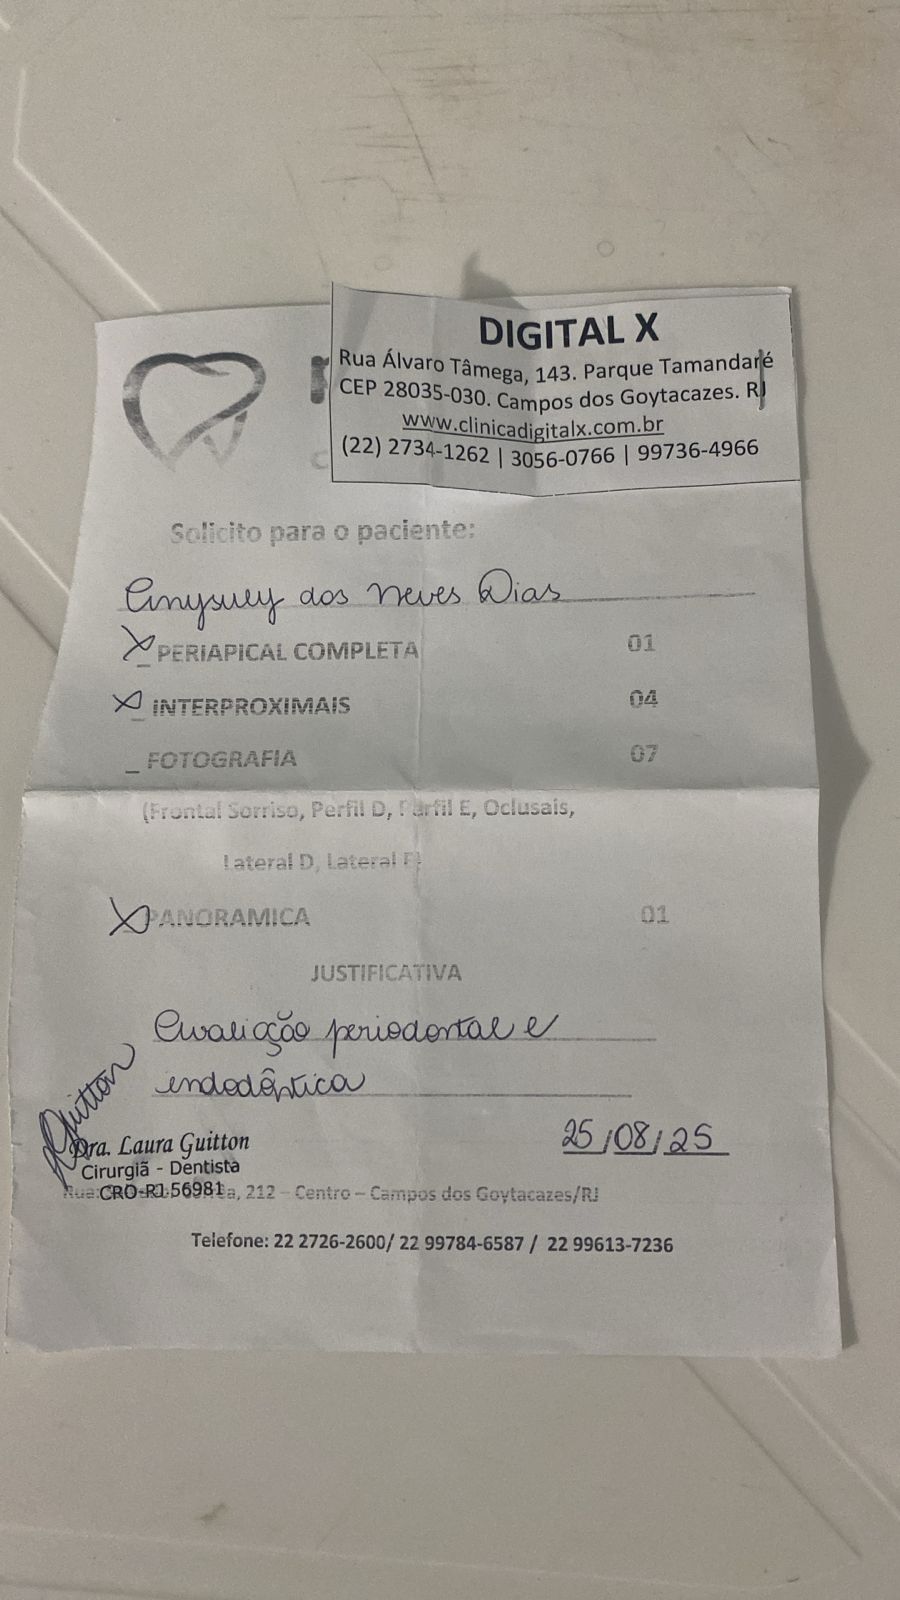 DIGITAL X
Rua Álvaro Tâmega, 143. Parque Tamandaré
CEP 28035-030. Campos dos Goytacazes. RJ
www.clinicadigitalx.com.br
(22) 2734-1262 | 3056-0766 | 99736-4966
Solicito para o paciente:
dos Neves Dias
X PERIAPICAL COMPLETA 01
X INTERPROXIMAIS 04
_ FOTOGRAFIA 07
(Frontal Sorriso, Perfil D, Perfil E, Oclusais,
Lateral D, Lateral E)
X PANORAMICA 01
JUSTIFICATIVA
Avaliação periodontal e
endodôntica
Guitton
Dra. Laura Guitton
Cirurgiã - Dentista
CRO-RJ 56981
Rua: 212 – Centro – Campos dos Goytacazes/RJ
25/08/25
Telefone: 22 2726-2600/ 22 99784-6587 / 22 99613-7236